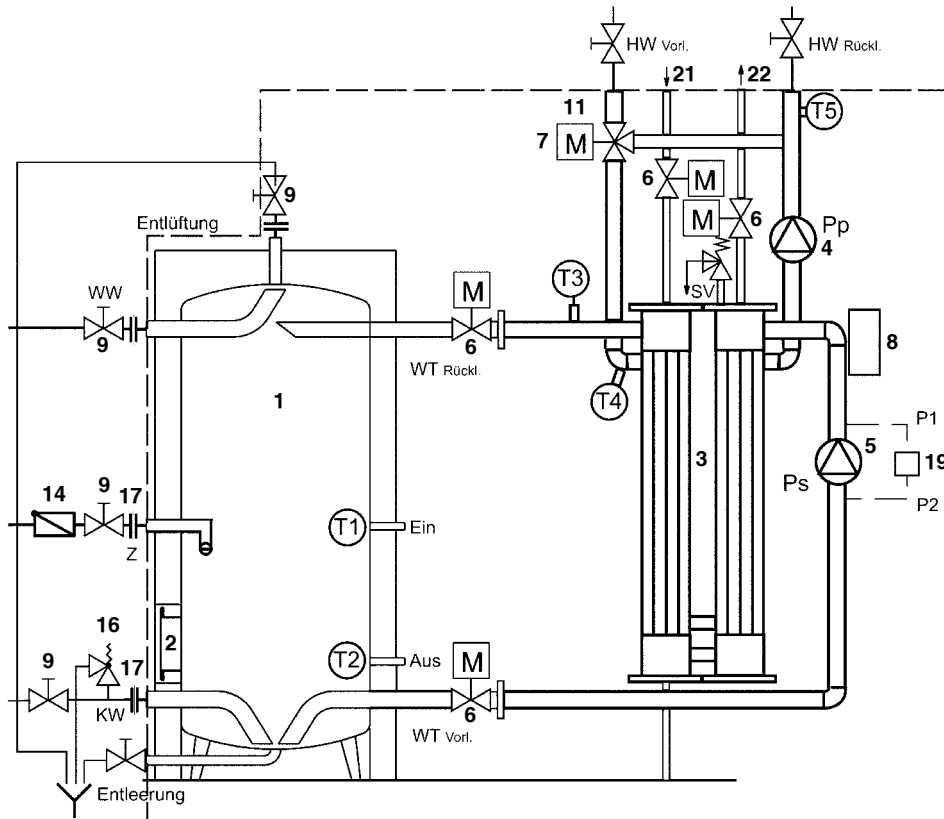 HW Vorl.
HW Rückl.
21
22
11
T5
7
M
6
M
9
M
6
Pp
4
Entlüftung
T3
SV
WW
M
9
6
8
WT Rückl.
1
T4
P1
5
3
19
14
9
17
Ps
P2
T1
Ein
Z
16
2
9
17
T2
Aus
M
KW
6
WT Vorl.
Entleerung